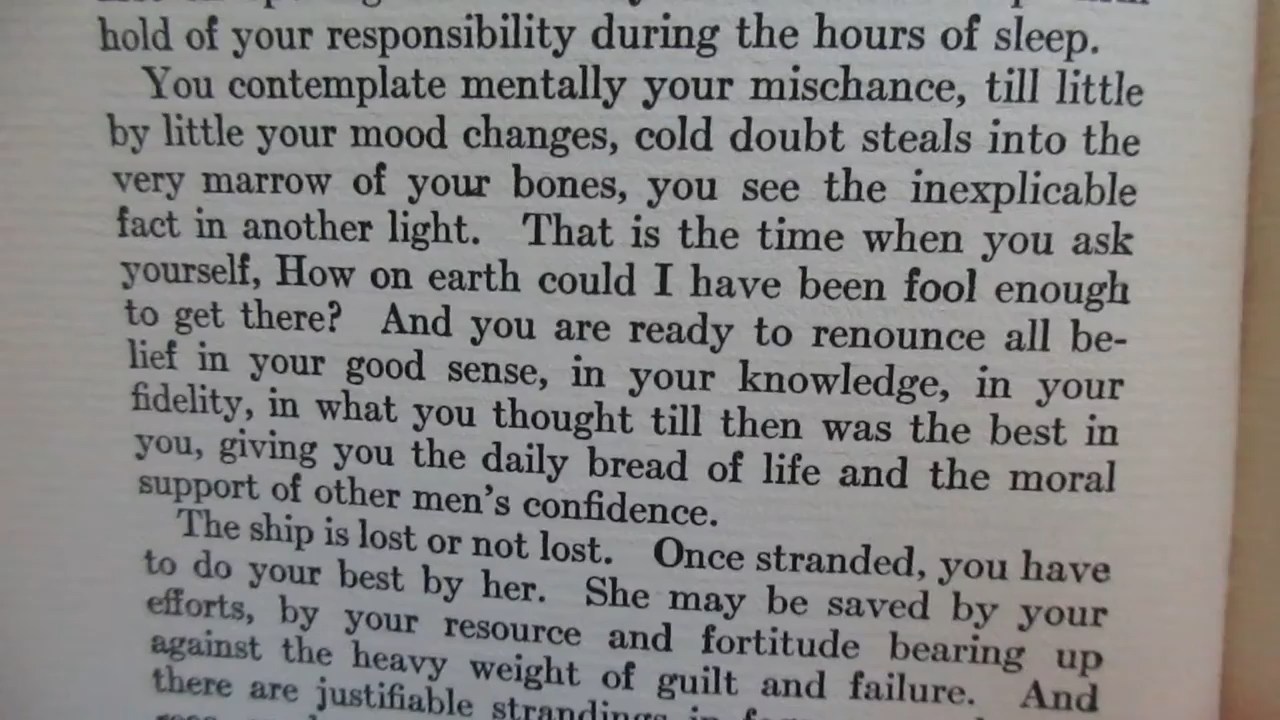 hold of your responsibility during the hours of sleep.
You contemplate mentally your mischance, till little
by little your mood changes, cold doubt steals into the
very marrow of your bones, you see the inexplicable
fact in another light. That is the time when you ask
yourself, How on earth could I have been fool enough
to get there? And you are ready to renounce all be-
lief in your good sense, in your knowledge, in your
fidelity, in what you thought till then was the best in
you, giving you the daily bread of life and the moral
support of other men's confidence.
The ship is lost or not lost. Once stranded, you have
to do your best by her. She may be saved by your
efforts, by your resource and fortitude bearing up
against the heavy weight of guilt and failure. And
there are justifiable strandings in